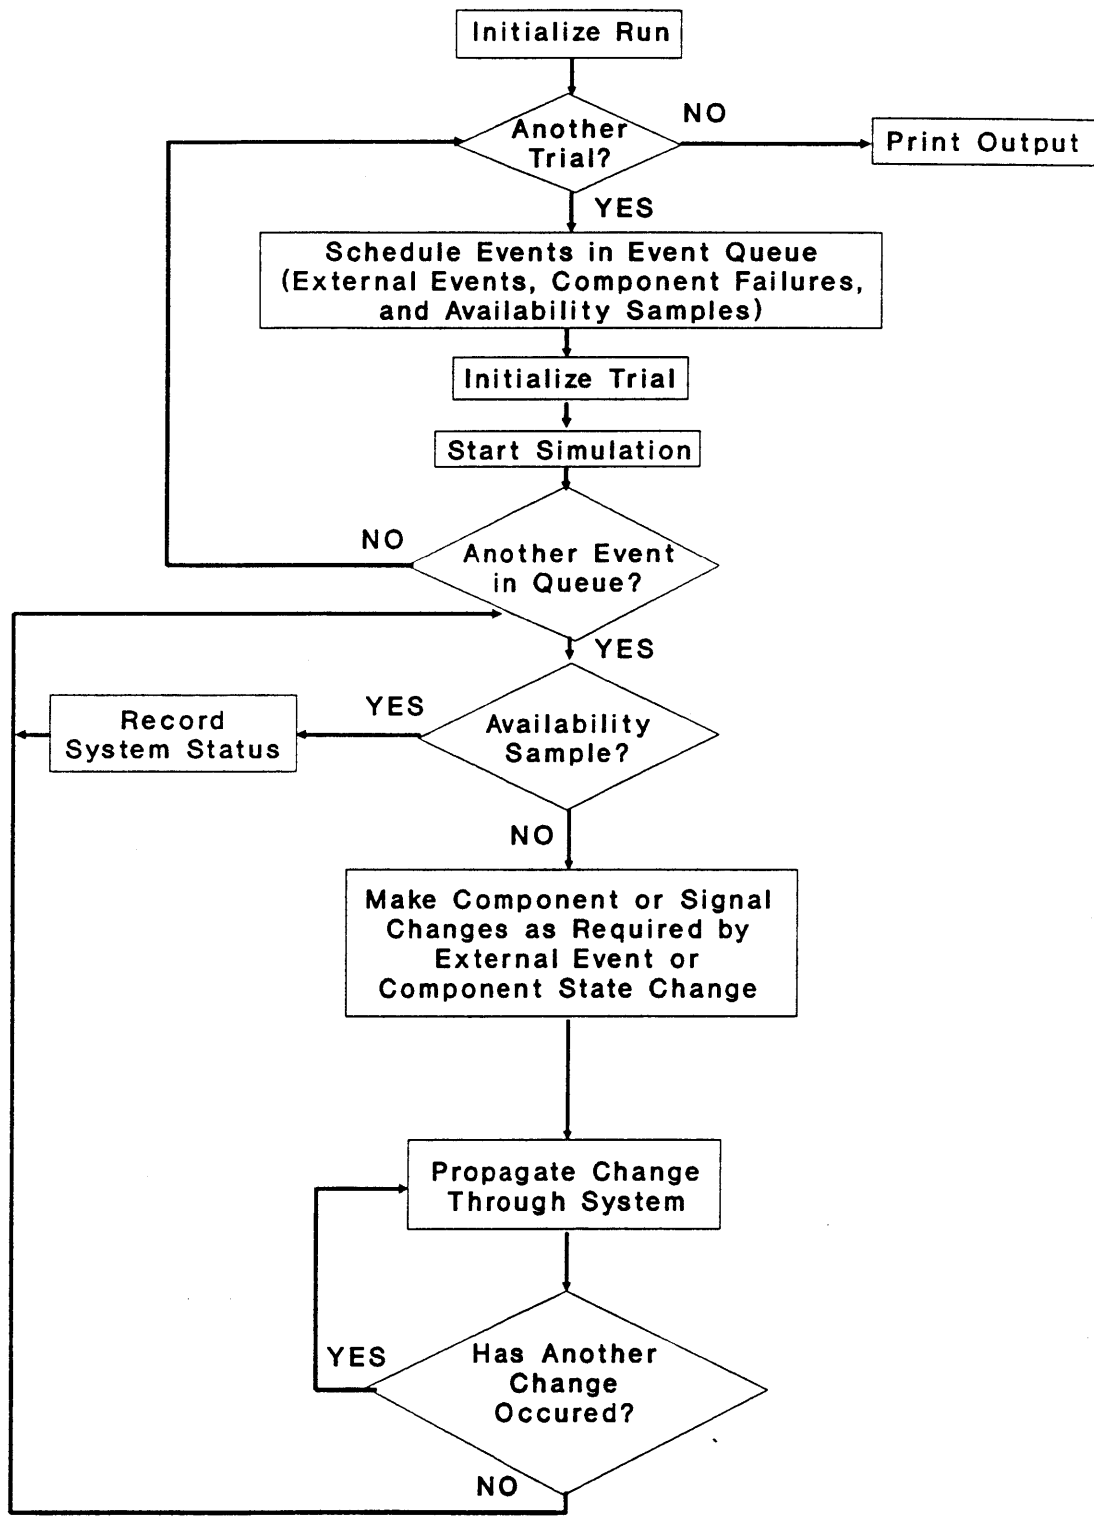 Initialize Run
Another
Trial?
NO
Print Output
YES
Schedule Events in Event Queue
(External Events, Component Failures,
and Availability Samples)
Initialize Trial
Start Simulation
NO
Another Event
in Queue?
YES
YES
Availability
Sample?
Record
System Status
NO
Make Component or Signal
Changes as Required by
External Event or
Component State Change
Propagate Change
Through System
YES
Has Another
Change
Occured?
NO